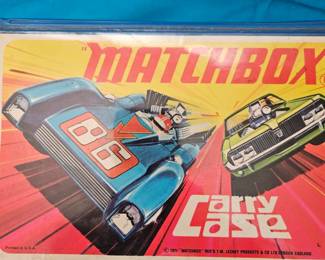 MATCHBOX
86
Carry
Case
Printed in U.S.A.
© 1971 "MATCHBOX" REG'D T.M. LESNEY PRODUCTS & CO LTD LONDON ENGLAND